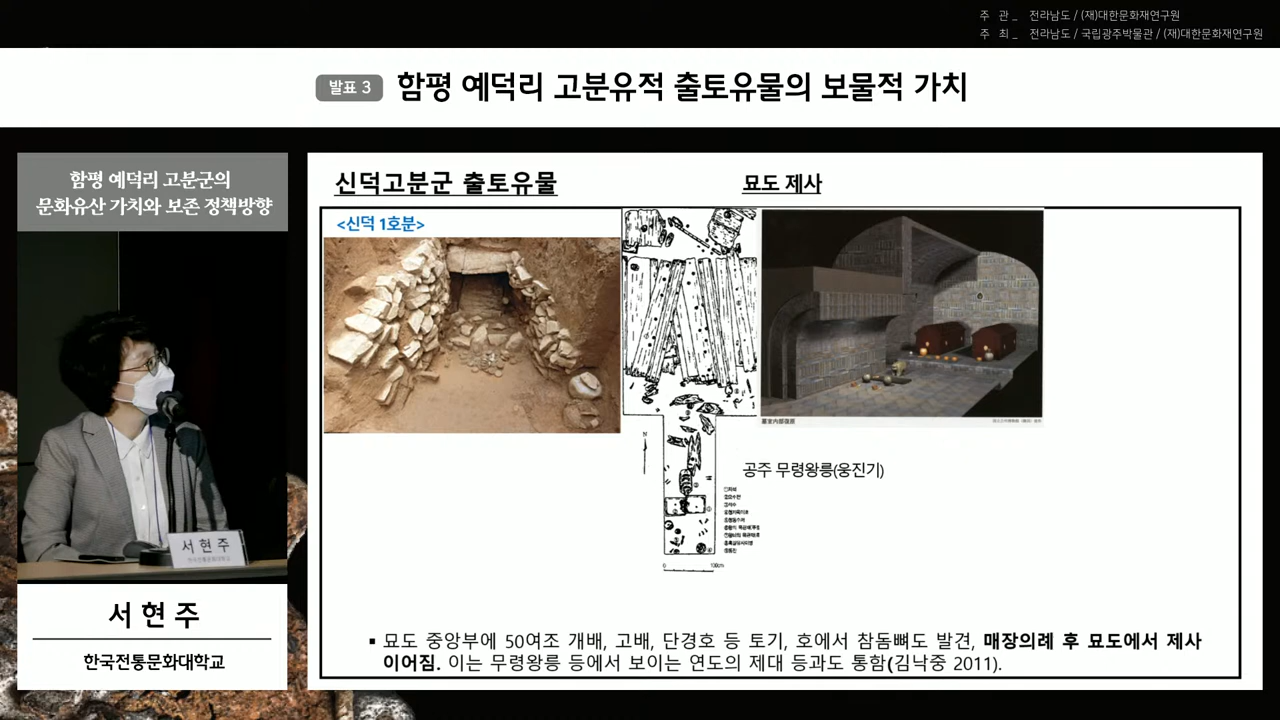 주 관 _ 전라남도 / (재)대한문화재연구원
주 최 _ 전라남도 / 국립광주박물관 / (재)대한문화재연구원
발표 3 함평 예덕리 고분유적 출토유물의 보물적 가치
함평 예덕리 고분군의
문화유산 가치와 보존 정책방향
서현주
서 현 주
한국전통문화대학교
신덕고분군 출토유물
묘도 제사
<신덕 1호분>
N
0 100cm
공주 무령왕릉(웅진기)
▪ 묘도 중앙부에 50여조 개배, 고배, 단경호 등 토기, 호에서 참돔뼈도 발견, 매장의례 후 묘도에서 제사
이어짐. 이는 무령왕릉 등에서 보이는 연도의 제대 등과도 통함(김낙중 2011).